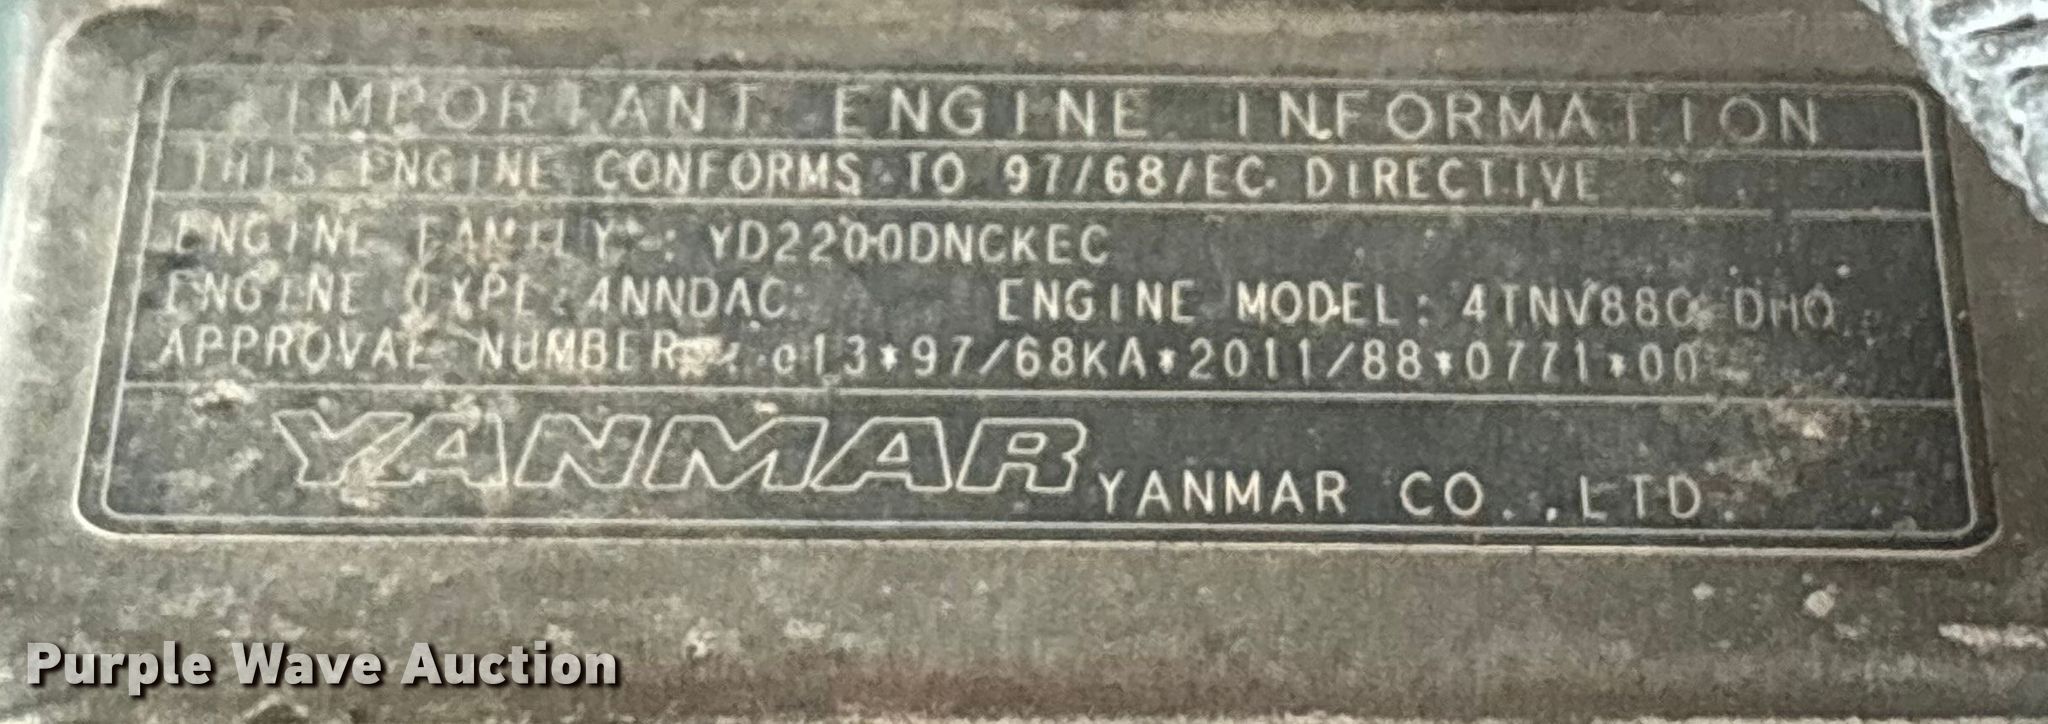 IMPORTANT ENGINE INFORMATION
THIS ENGINE CONFORMS TO 97/68/EC DIRECTIVE
ENGINE FAMILY : YD2200DNCKEC
ENGINE TYPE : 4NNDAC ENGINE MODEL : 4TNV88C-DHQ
APPROVAL NUMBER : e13*97/68KA*2011/88*0771*00
YANMAR YANMAR CO.,LTD
Purple Wave Auction